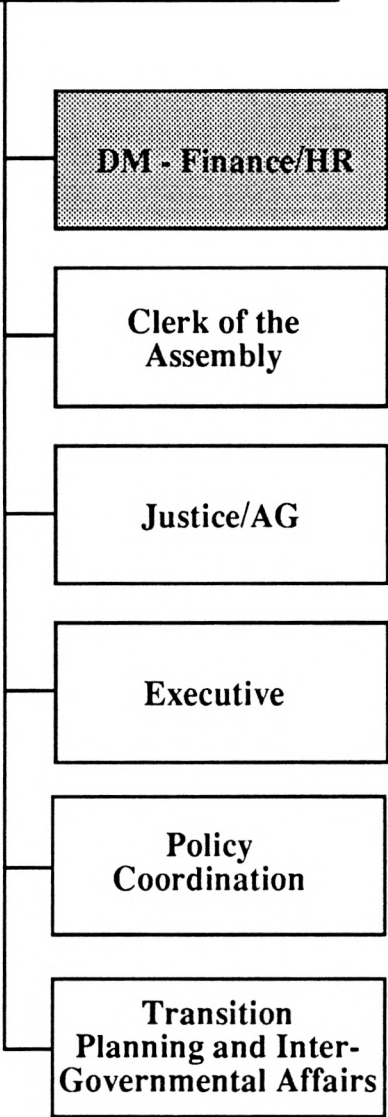 DM - Finance/HR
Clerk of the
Assembly
Justice/AG
Executive
Policy
Coordination
Transition
Planning and Inter-
Governmental Affairs